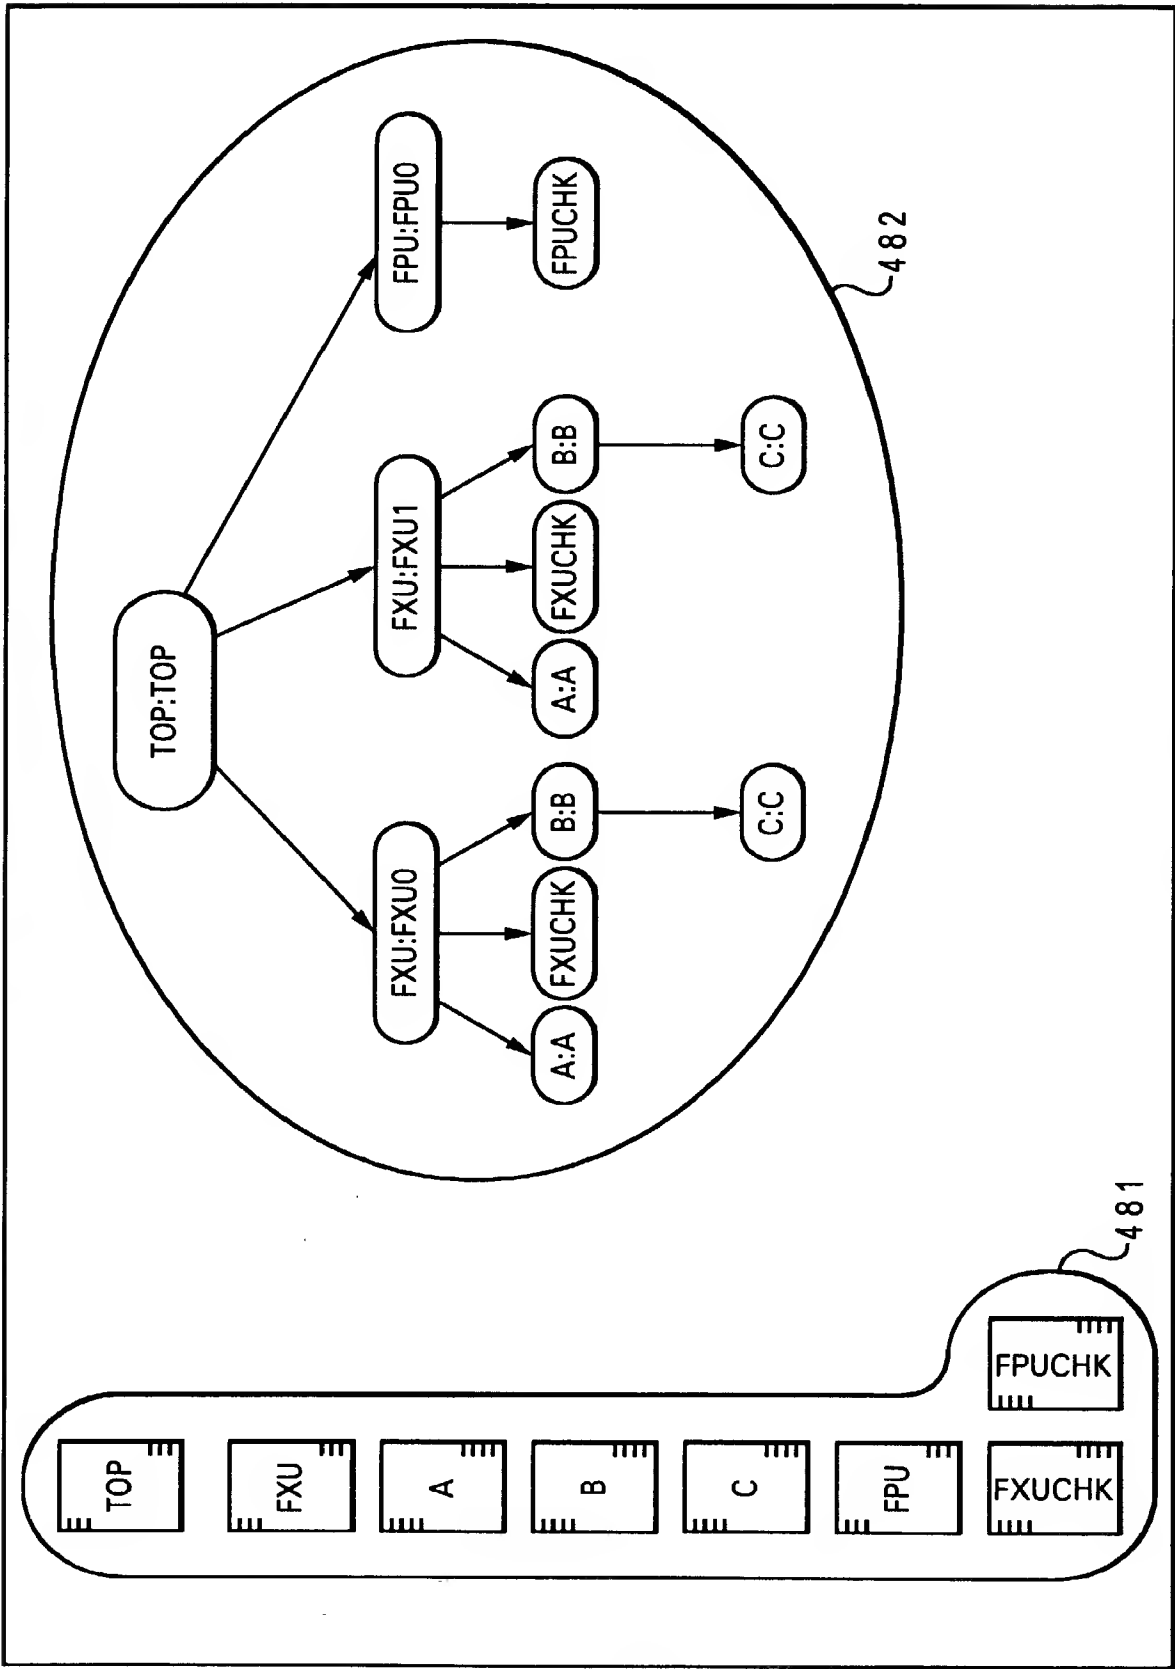 TOP
FXU
A
B
C
FPU
FXUCHK
FPUCHK
481
TOP:TOP
FXU:FXU0
FXU:FXU1
FPU:FPU0
A:A
FXUCHK
B:B
A:A
FXUCHK
B:B
FPUCHK
C:C
C:C
482